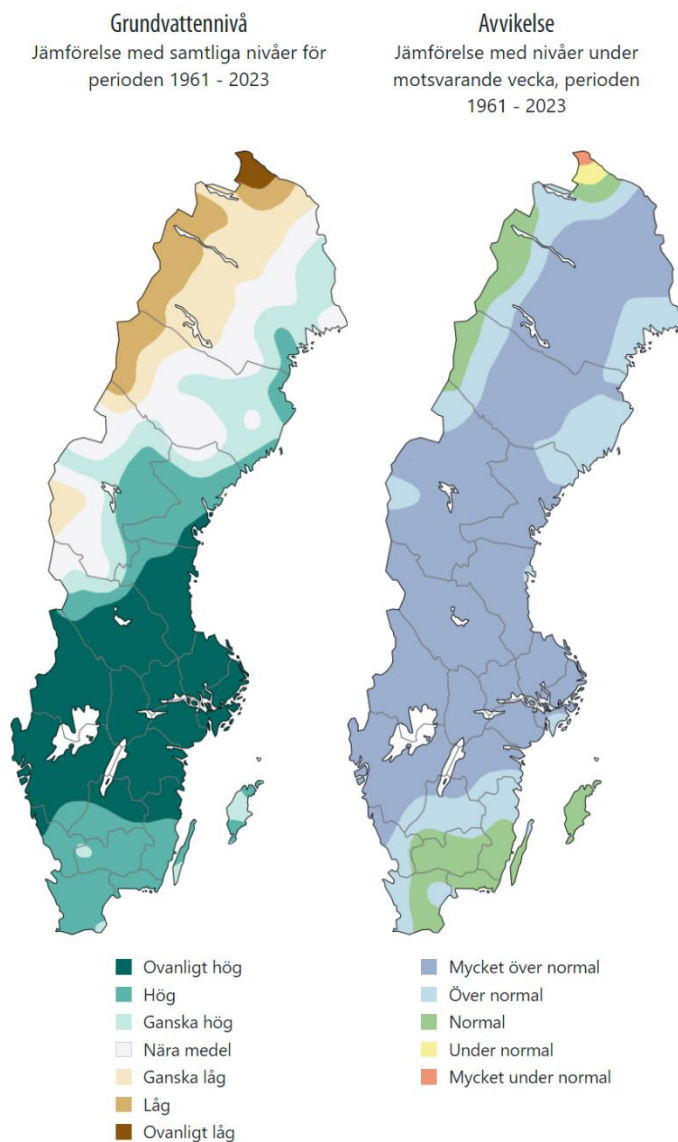 Grundvattennivå
Jämförelse med samtliga nivåer för
perioden 1961 - 2023
Avvikelse
Jämförelse med nivåer under
motsvarande vecka, perioden
1961 - 2023
Ovanligt hög
Hög
Ganska hög
Nära medel
Ganska låg
Låg
Ovanligt låg
Mycket över normal
Över normal
Normal
Under normal
Mycket under normal